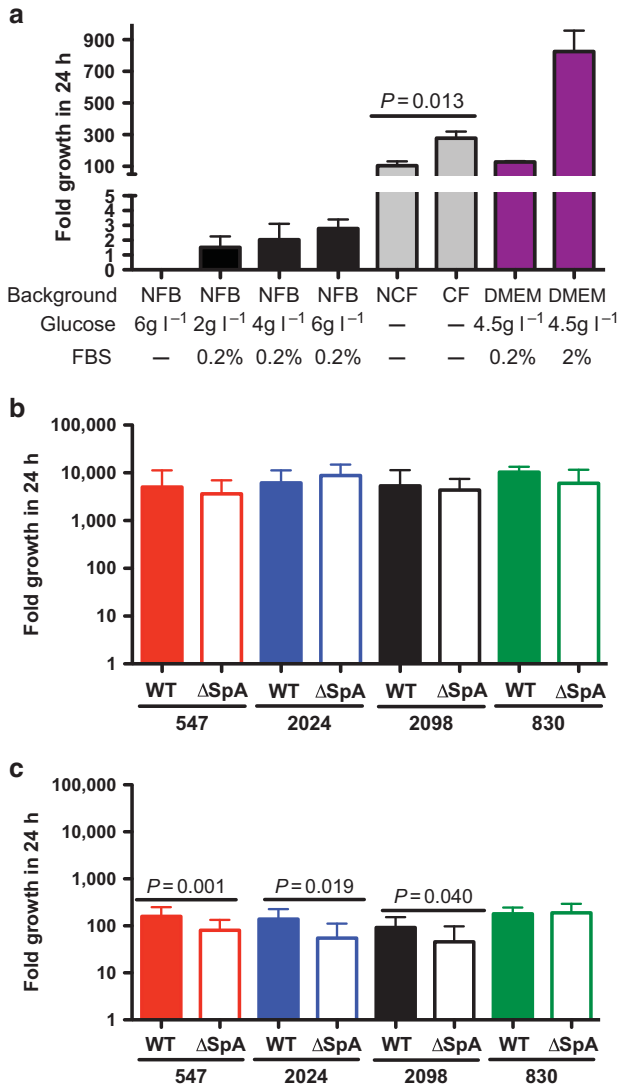 a
Fold growth in 24 h
900
700
500
300
100
5
4
3
2
1
0
P = 0.013
Background NFB NFB NFB NFB NCF CF DMEM DMEM
Glucose 6g l⁻¹ 2g l⁻¹ 4g l⁻¹ 6g l⁻¹ – – 4.5g l⁻¹ 4.5g l⁻¹
FBS – 0.2% 0.2% 0.2% – – 0.2% 2%
b
Fold growth in 24 h
100,000
10,000
1,000
100
10
1
WT ΔSpA WT ΔSpA WT ΔSpA WT ΔSpA
547 2024 2098 830
c
Fold growth in 24 h
100,000
10,000
1,000
100
10
1
P = 0.001 P = 0.019 P = 0.040
WT ΔSpA WT ΔSpA WT ΔSpA WT ΔSpA
547 2024 2098 830